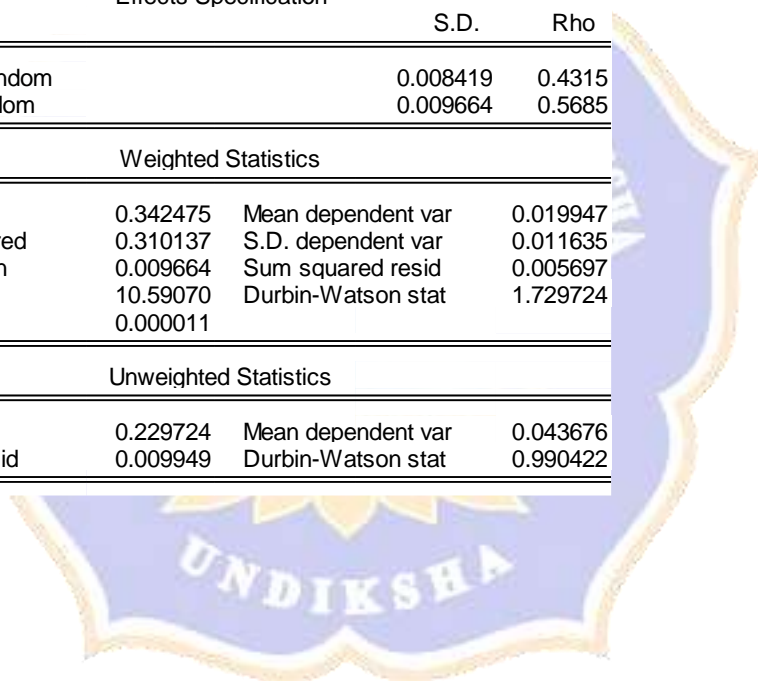 Effects Specification
S.D. Rho
ndom 0.008419 0.4315
dom 0.009664 0.5685
Weighted Statistics
0.342475 Mean dependent var 0.019947
red 0.310137 S.D. dependent var 0.011635
n 0.009664 Sum squared resid 0.005697
10.59070 Durbin-Watson stat 1.729724
0.000011
Unweighted Statistics
0.229724 Mean dependent var 0.043676
id 0.009949 Durbin-Watson stat 0.990422
UNDIKSHA